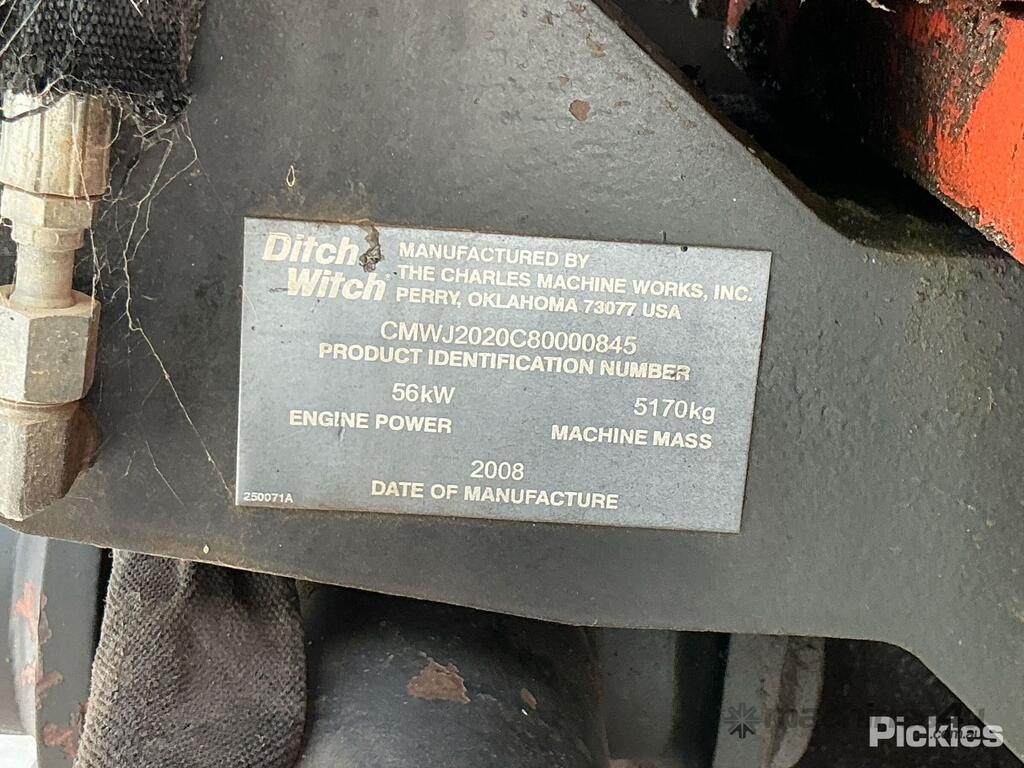 Ditch
Witch®
MANUFACTURED BY
THE CHARLES MACHINE WORKS, INC.
PERRY, OKLAHOMA 73077 USA
CMWJ2020C80000845
PRODUCT IDENTIFICATION NUMBER
56kW
ENGINE POWER
5170kg
MACHINE MASS
2008
DATE OF MANUFACTURE
250071A
Pickles